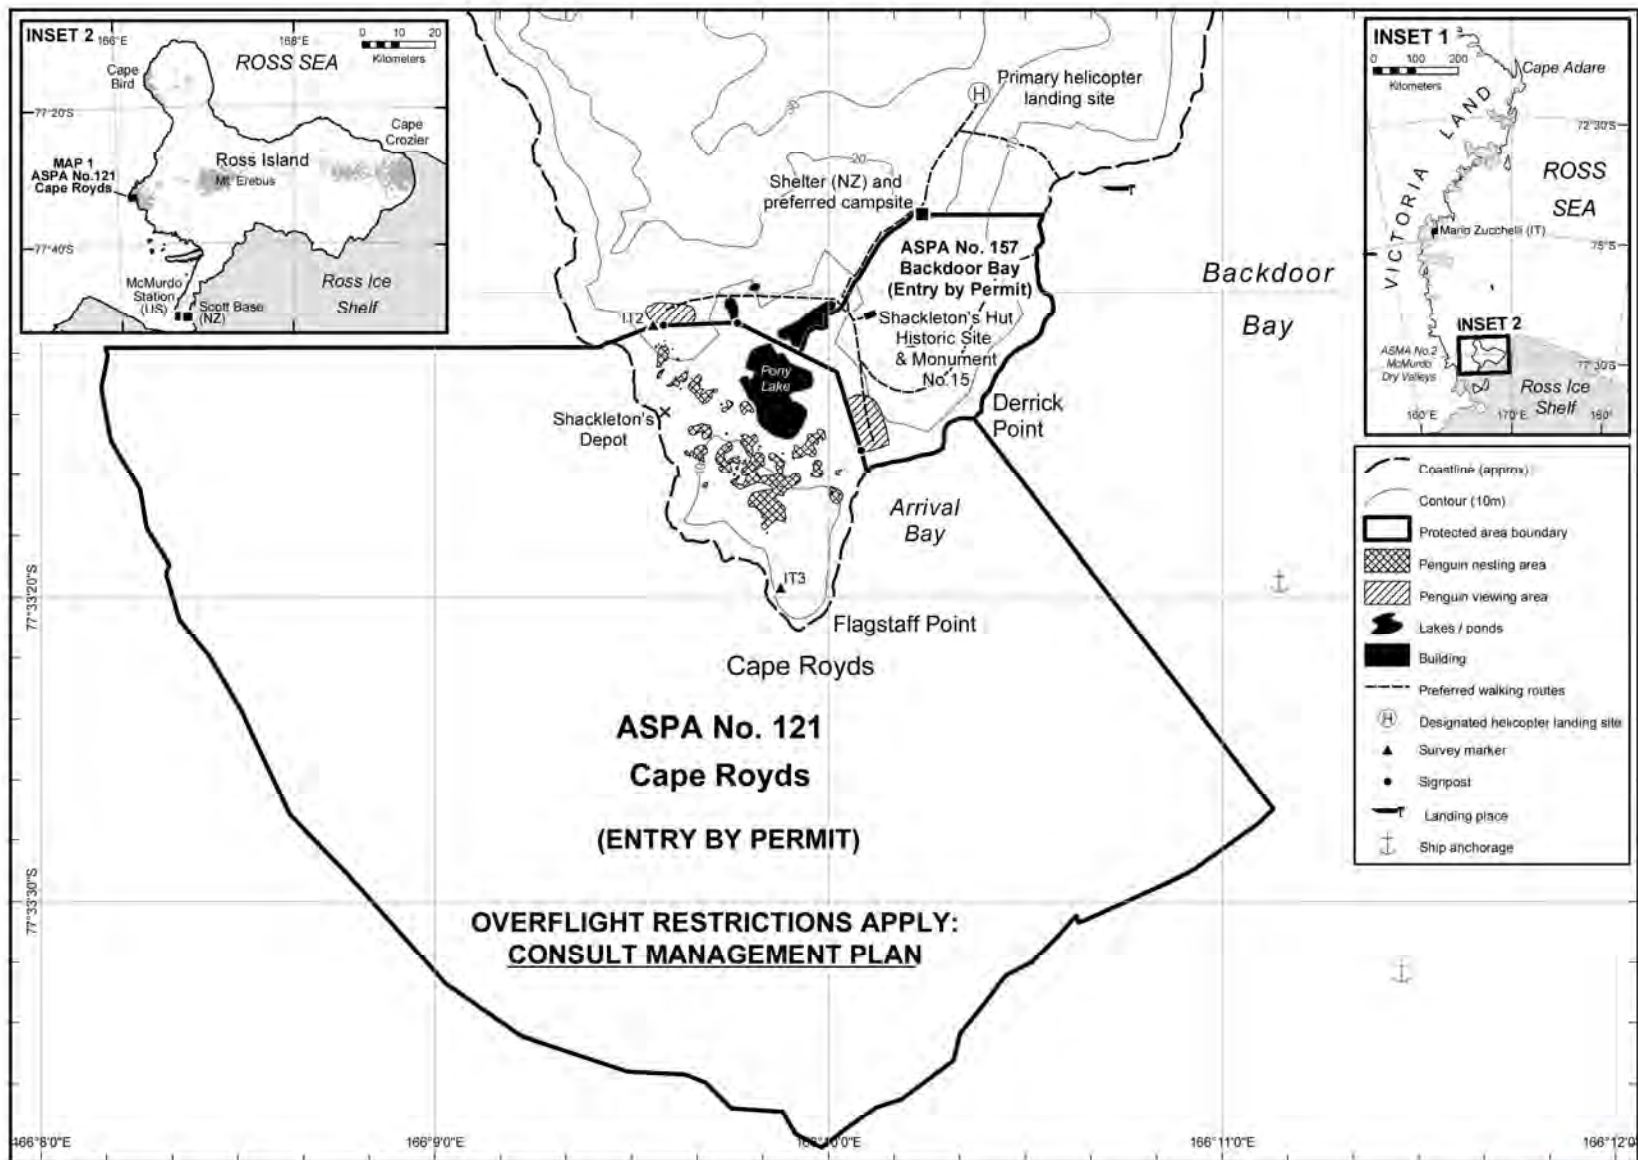 INSET 2
166°E
168°E
0 10 20
Kilometers
ROSS SEA
Cape
Bird
77°20'S
Cape
Crozier
MAP 1
ASPA No.121
Cape Royds
Ross Island
Mt. Erebus
77°40'S
McMurdo
Station
(US)
Scott Base
(NZ)
Ross Ice
Shelf
Primary helicopter
landing site
H
20
Shelter (NZ) and
preferred campsite
ASPA No. 157
Backdoor Bay
(Entry by Permit)
Shackleton's Hut
Historic Site
& Monument
No.15
Backdoor
Bay
IT2
Pony
Lake
Shackleton's
Depot
Derrick
Point
Arrival
Bay
IT3
Flagstaff Point
Cape Royds
ASPA No. 121
Cape Royds
(ENTRY BY PERMIT)
OVERFLIGHT RESTRICTIONS APPLY:
CONSULT MANAGEMENT PLAN
77°33'20"S
77°33'30"S
166°8'0"E
166°9'0"E
166°10'0"E
166°11'0"E
166°12'0"E
INSET 1
0 100 200
Kilometers
Cape Adare
72°30'S
VICTORIA LAND
ROSS
SEA
Mario Zucchelli (IT)
75°S
INSET 2
ASMA No.2
McMurdo
Dry Valleys
77°30'S
Ross Ice
Shelf
160°E
170°E
180°
Coastline (approx)
Contour (10m)
Protected area boundary
Penguin nesting area
Penguin viewing area
Lakes / ponds
Building
Preferred walking routes
H
Designated helicopter landing site
Survey marker
Signpost
Landing place
Ship anchorage